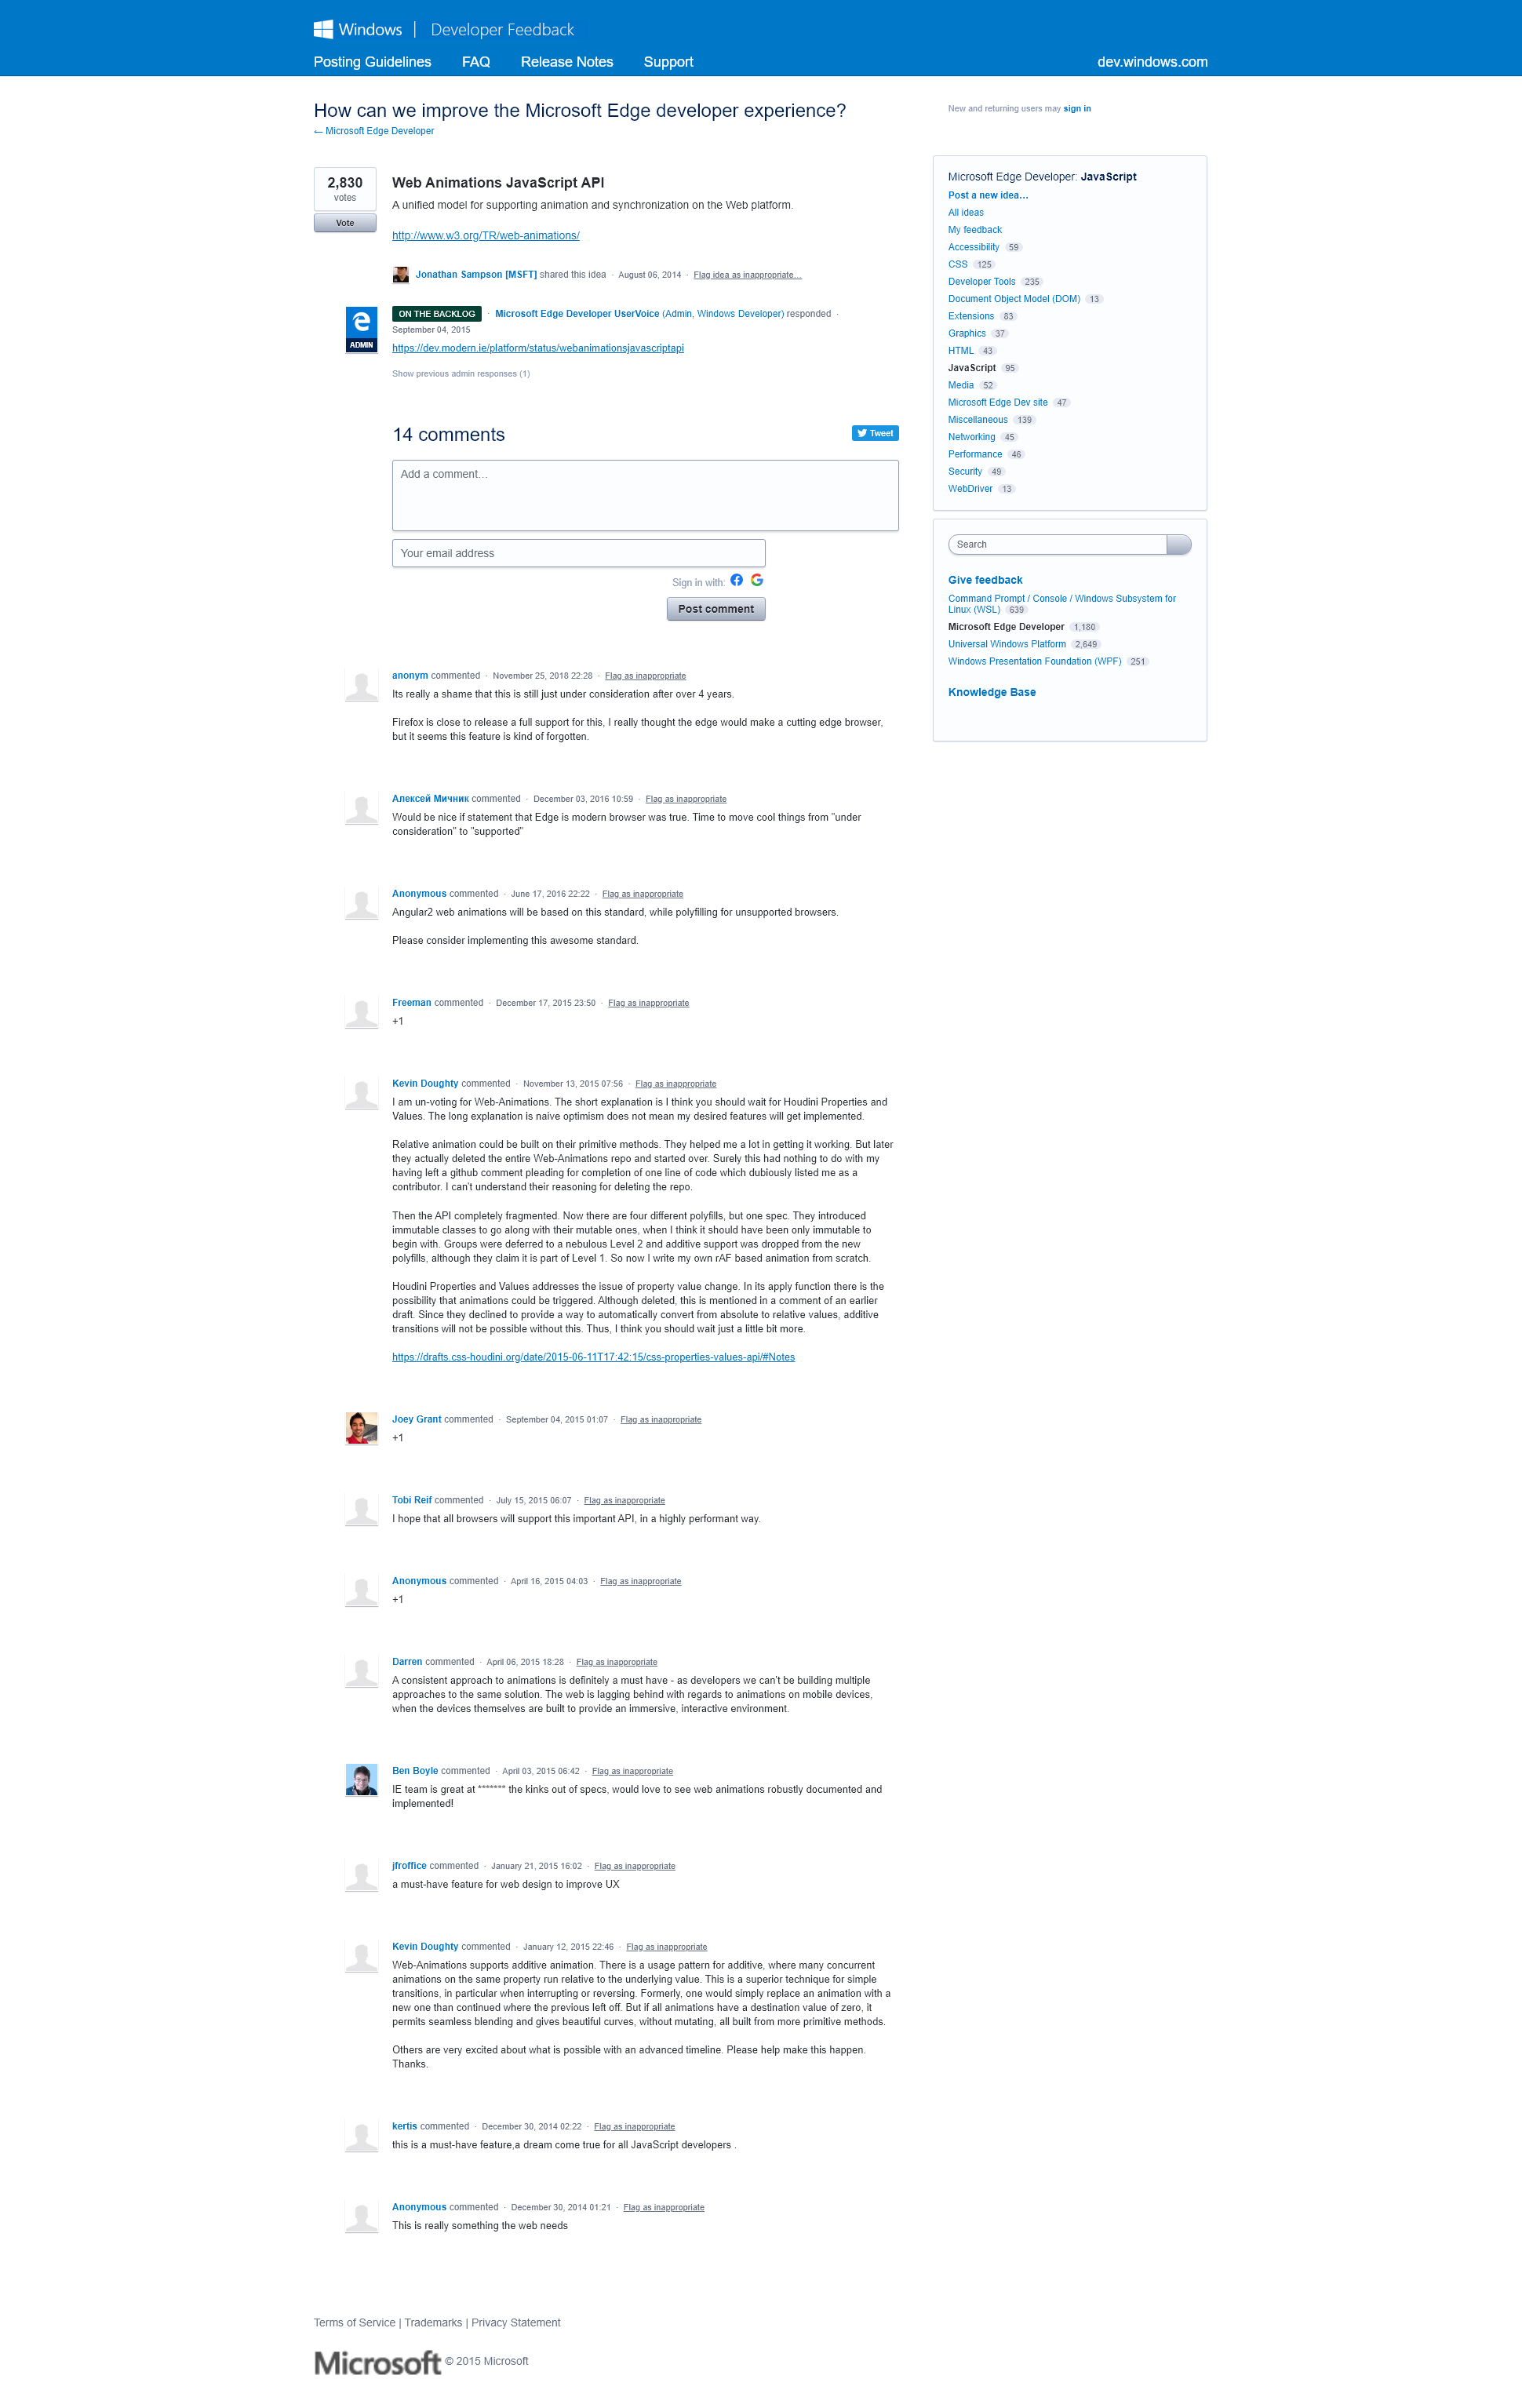 Windows | Developer Feedback
Posting Guidelines FAQ Release Notes Support dev.windows.com
How can we improve the Microsoft Edge developer experience?
← Microsoft Edge Developer
New and returning users may sign in
2,830
votes
Vote
Web Animations JavaScript API
A unified model for supporting animation and synchronization on the Web platform.
http://www.w3.org/TR/web-animations/
Jonathan Sampson [MSFT] shared this idea · August 06, 2014 · Flag idea as inappropriate…
ADMIN
ON THE BACKLOG · Microsoft Edge Developer UserVoice (Admin, Windows Developer) responded ·
September 04, 2015
https://dev.modern.ie/platform/status/webanimationsjavascriptapi
Show previous admin responses (1)
14 comments
Tweet
Add a comment…
Your email address
Sign in with:
Post comment
anonym commented · November 25, 2018 22:28 · Flag as inappropriate
Its really a shame that this is still just under consideration after over 4 years.
Firefox is close to release a full support for this, I really thought the edge would make a cutting edge browser,
but it seems this feature is kind of forgotten.
Алексей Мичник commented · December 03, 2016 10:59 · Flag as inappropriate
Would be nice if statement that Edge is modern browser was true. Time to move cool things from "under
consideration" to "supported"
Anonymous commented · June 17, 2016 22:22 · Flag as inappropriate
Angular2 web animations will be based on this standard, while polyfilling for unsupported browsers.
Please consider implementing this awesome standard.
Freeman commented · December 17, 2015 23:50 · Flag as inappropriate
+1
Kevin Doughty commented · November 13, 2015 07:56 · Flag as inappropriate
I am un-voting for Web-Animations. The short explanation is I think you should wait for Houdini Properties and
Values. The long explanation is naive optimism does not mean my desired features will get implemented.
Relative animation could be built on their primitive methods. They helped me a lot in getting it working. But later
they actually deleted the entire Web-Animations repo and started over. Surely this had nothing to do with my
having left a github comment pleading for completion of one line of code which dubiously listed me as a
contributor. I can't understand their reasoning for deleting the repo.
Then the API completely fragmented. Now there are four different polyfills, but one spec. They introduced
immutable classes to go along with their mutable ones, when I think it should have been only immutable to
begin with. Groups were deferred to a nebulous Level 2 and additive support was dropped from the new
polyfills, although they claim it is part of Level 1. So now I write my own rAF based animation from scratch.
Houdini Properties and Values addresses the issue of property value change. In its apply function there is the
possibility that animations could be triggered. Although deleted, this is mentioned in a comment of an earlier
draft. Since they declined to provide a way to automatically convert from absolute to relative values, additive
transitions will not be possible without this. Thus, I think you should wait just a little bit more.
https://drafts.css-houdini.org/date/2015-06-11T17:42:15/css-properties-values-api/#Notes
Joey Grant commented · September 04, 2015 01:07 · Flag as inappropriate
+1
Tobi Reif commented · July 15, 2015 06:07 · Flag as inappropriate
I hope that all browsers will support this important API, in a highly performant way.
Anonymous commented · April 16, 2015 04:03 · Flag as inappropriate
+1
Darren commented · April 06, 2015 18:28 · Flag as inappropriate
A consistent approach to animations is definitely a must have - as developers we can't be building multiple
approaches to the same solution. The web is lagging behind with regards to animations on mobile devices,
when the devices themselves are built to provide an immersive, interactive environment.
Ben Boyle commented · April 03, 2015 06:42 · Flag as inappropriate
IE team is great at ******* the kinks out of specs, would love to see web animations robustly documented and
implemented!
jfroffice commented · January 21, 2015 16:02 · Flag as inappropriate
a must-have feature for web design to improve UX
Kevin Doughty commented · January 12, 2015 22:46 · Flag as inappropriate
Web-Animations supports additive animation. There is a usage pattern for additive, where many concurrent
animations on the same property run relative to the underlying value. This is a superior technique for simple
transitions, in particular when interrupting or reversing. Formerly, one would simply replace an animation with a
new one than continued where the previous left off. But if all animations have a destination value of zero, it
permits seamless blending and gives beautiful curves, without mutating, all built from more primitive methods.
Others are very excited about what is possible with an advanced timeline. Please help make this happen.
Thanks.
kertis commented · December 30, 2014 02:22 · Flag as inappropriate
this is a must-have feature,a dream come true for all JavaScript developers .
Anonymous commented · December 30, 2014 01:21 · Flag as inappropriate
This is really something the web needs
Microsoft Edge Developer: JavaScript
Post a new idea…
All ideas
My feedback
Accessibility 59
CSS 125
Developer Tools 235
Document Object Model (DOM) 13
Extensions 83
Graphics 37
HTML 43
JavaScript 95
Media 52
Microsoft Edge Dev site 47
Miscellaneous 139
Networking 45
Performance 46
Security 49
WebDriver 13
Search
Give feedback
Command Prompt / Console / Windows Subsystem for
Linux (WSL) 639
Microsoft Edge Developer 1,180
Universal Windows Platform 2,649
Windows Presentation Foundation (WPF) 251
Knowledge Base
Terms of Service | Trademarks | Privacy Statement
Microsoft © 2015 Microsoft